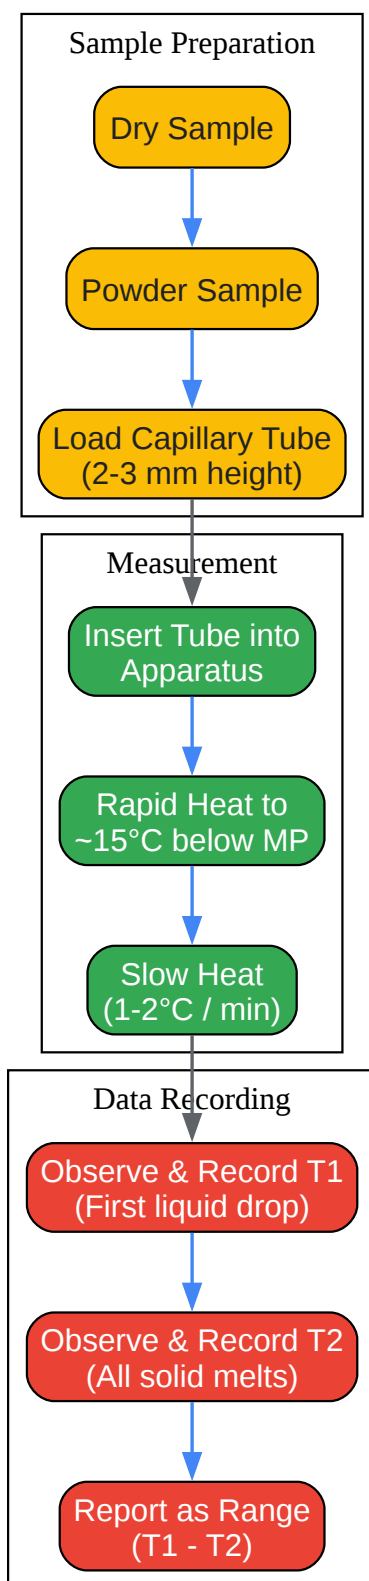 Sample Preparation
Dry Sample
Powder Sample
Load Capillary Tube
(2-3 mm height)
Measurement
Insert Tube into
Apparatus
Rapid Heat to
~15°C below MP
Slow Heat
(1-2°C / min)
Data Recording
Observe & Record T1
(First liquid drop)
Observe & Record T2
(All solid melts)
Report as Range
(T1 - T2)